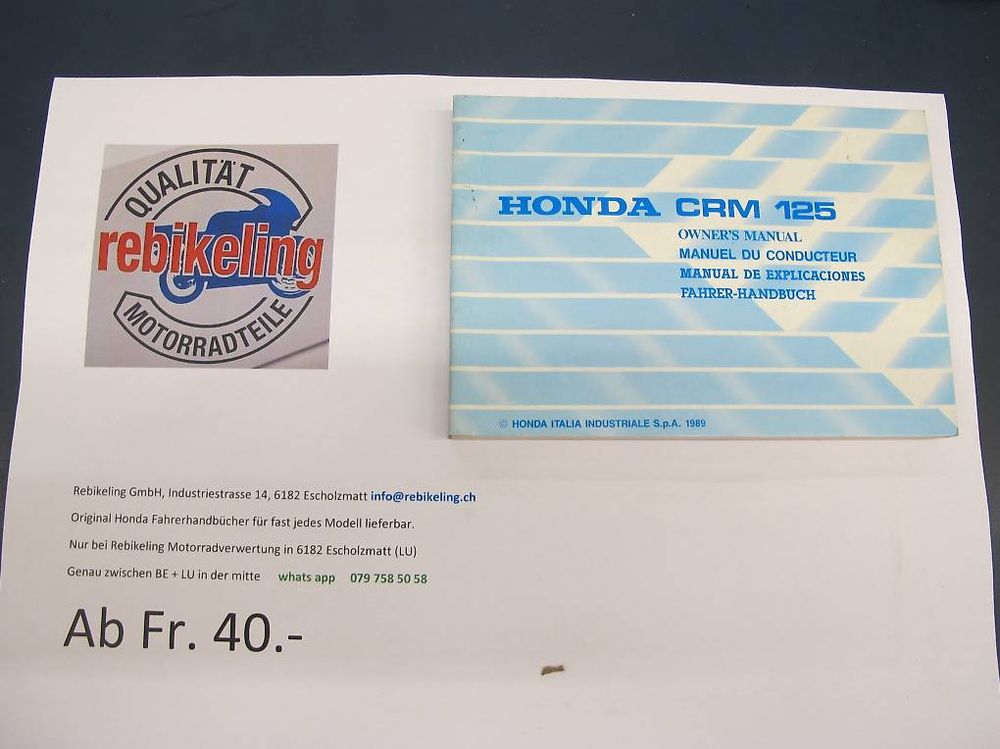 QUALITÄT
rebikeling
MOTORRADTEILE
HONDA CRM 125
OWNER'S MANUAL
MANUEL DU CONDUCTEUR
MANUAL DE EXPLICACIONES
FAHRER-HANDBUCH
© HONDA ITALIA INDUSTRIALE S.p.A. 1989
Rebikeling GmbH, Industriestrasse 14, 6182 Escholzmatt info@rebikeling.ch
Original Honda Fahrerhandbücher für fast jedes Modell lieferbar.
Nur bei Rebikeling Motorradverwertung in 6182 Escholzmatt (LU)
Genau zwischen BE + LU in der mitte whats app 079 758 50 58
Ab Fr. 40.-